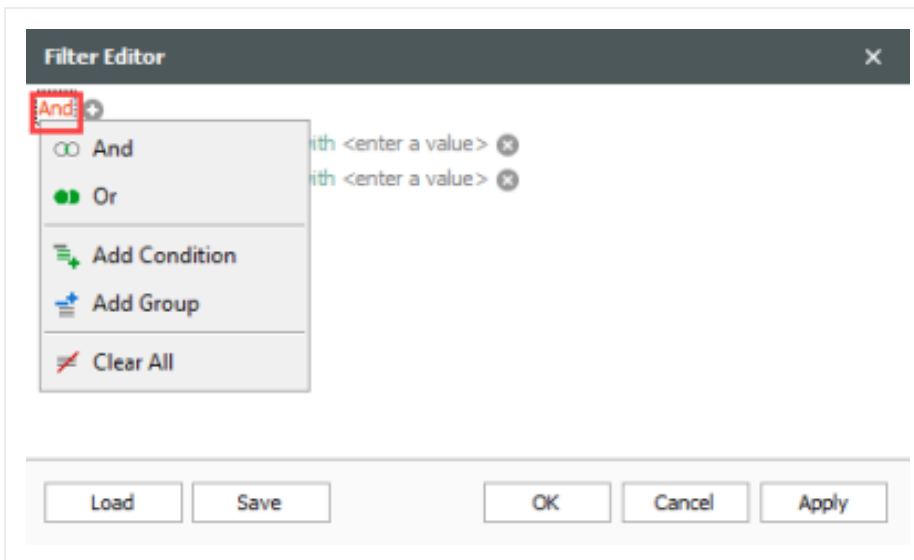 Filter Editor
And
And
ith <enter a value>
Or
ith <enter a value>
Add Condition
Add Group
Clear All
Load Save OK Cancel Apply